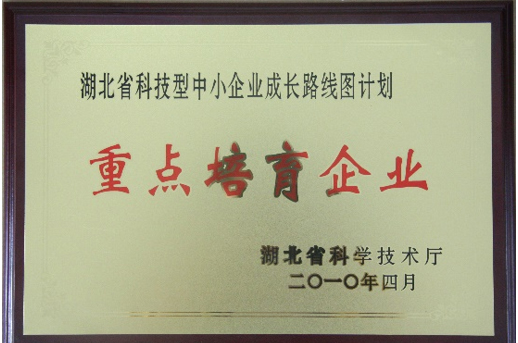 湖北省科技型中小企业成长路线图计划
重点培育企业
湖北省科学技术厅
二〇一〇年四月